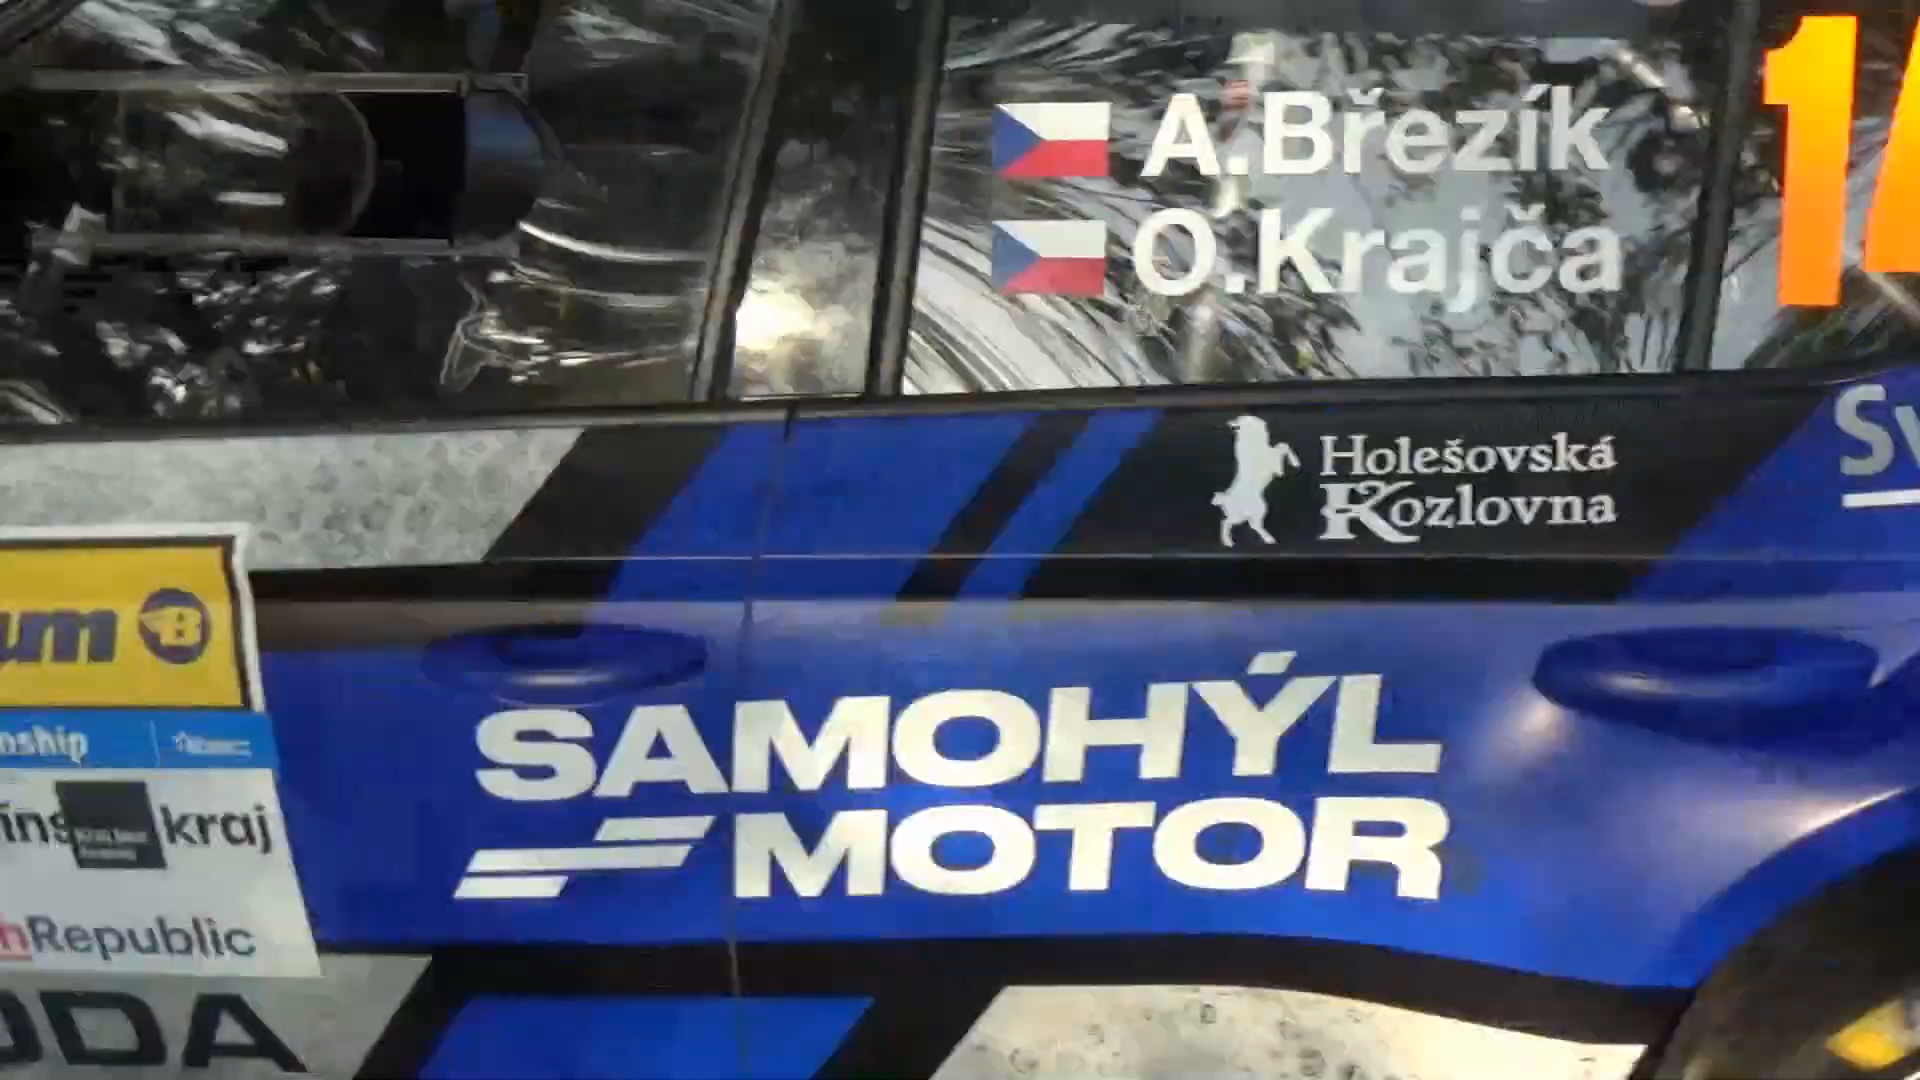 A.Březík
O.Krajča
Holešovská
Kozlovna
SAMOHÝL
MOTOR
kraj
Republic